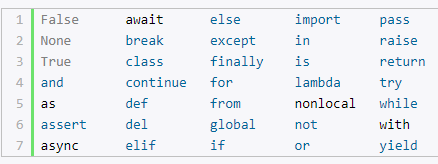 1 False await else import pass
2 None break except in raise
3 True class finally is return
4 and continue for lambda try
5 as def from nonlocal while
6 assert del global not with
7 async elif if or yield